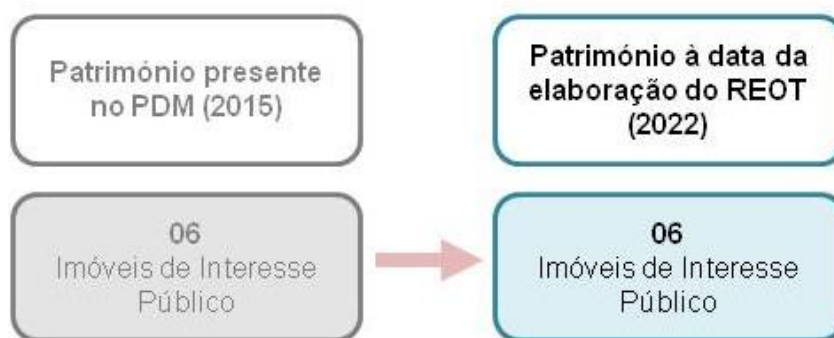 Património presente
no PDM (2015)
Património à data da
elaboração do REOT
(2022)
06
Imóveis de Interesse
Público
06
Imóveis de Interesse
Público